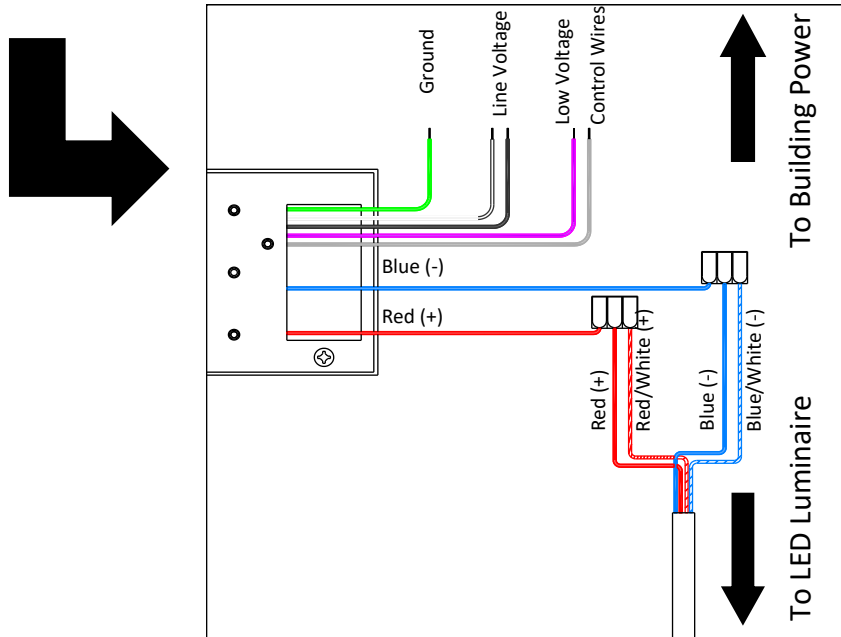 Ground
Line Voltage
Low Voltage
Control Wires
To Building Power
Blue (-)
Red (+)
Red (+)
Red/White (+)
Blue (-)
Blue/White (-)
To LED Luminaire